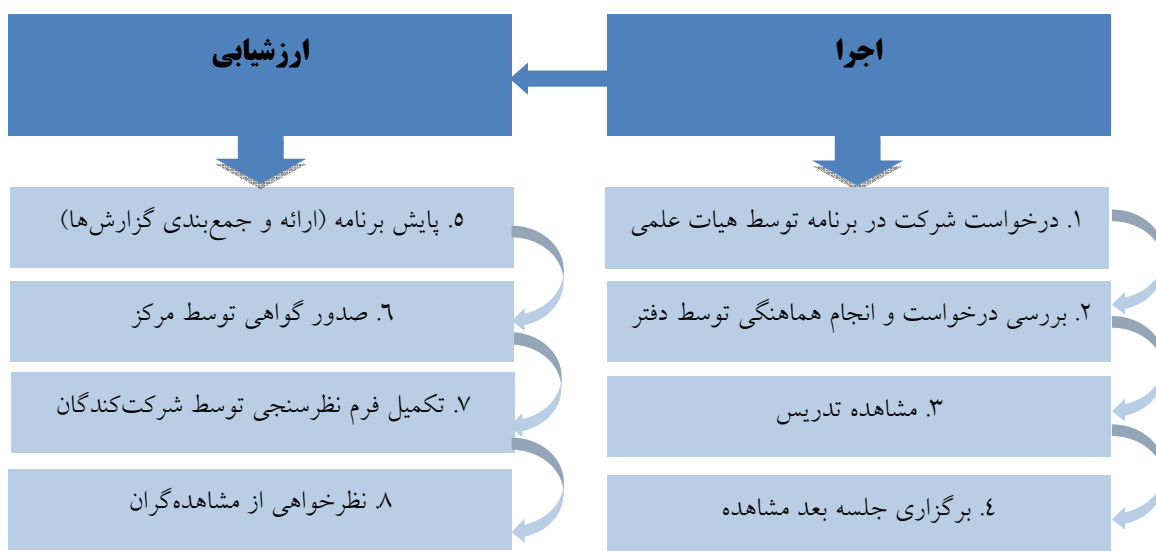 اجرا
۱. درخواست شرکت در برنامه توسط هیات علمی
۲. بررسی درخواست و انجام هماهنگی توسط دفتر
۳. مشاهده تدریس
٤. برگزاری جلسه بعد مشاهده
ارزشیابی
٥. پایش برنامه (ارائه و جمع‌بندی گزارش‌ها)
٦. صدور گواهی توسط مرکز
۷. تکمیل فرم نظرسنجی توسط شرکت‌کندگان
۸. نظرخواهی از مشاهده‌گران